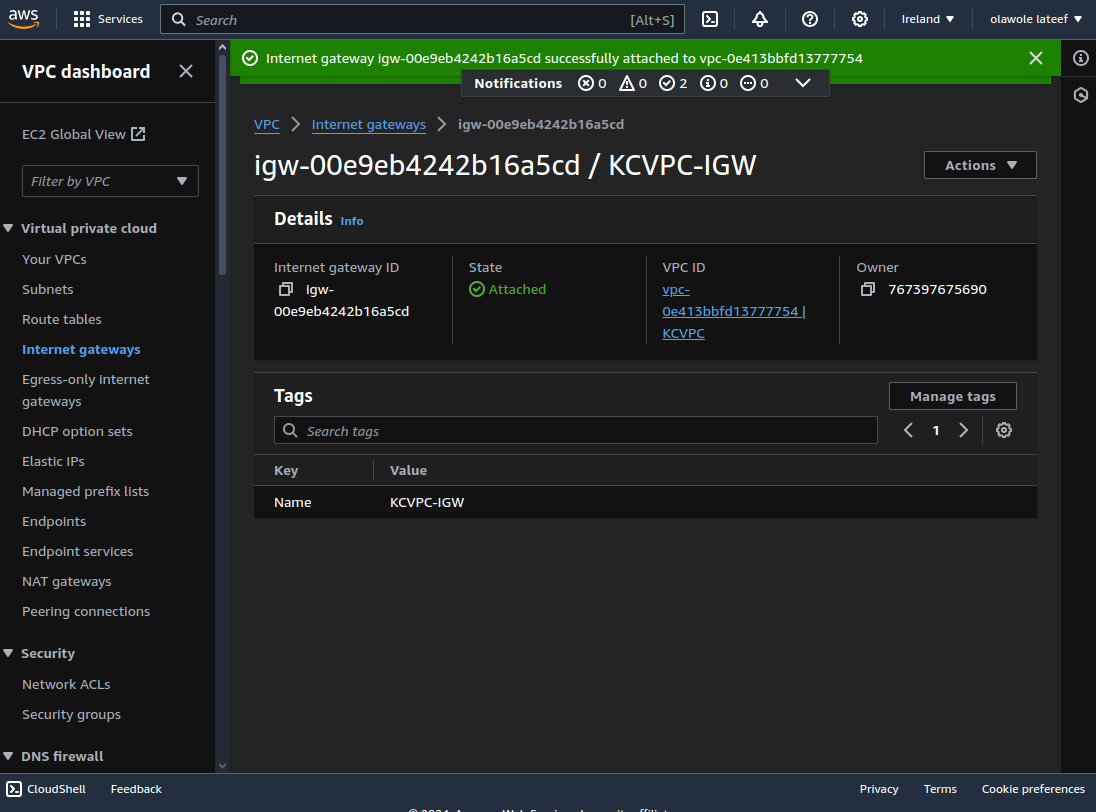 aws
Services
Search [Alt+S]
Ireland
olawole lateef
VPC dashboard
EC2 Global View
Filter by VPC
Virtual private cloud
Your VPCs
Subnets
Route tables
Internet gateways
Egress-only internet
gateways
DHCP option sets
Elastic IPs
Managed prefix lists
Endpoints
Endpoint services
NAT gateways
Peering connections
Security
Network ACLs
Security groups
DNS firewall
Internet gateway igw-00e9eb4242b16a5cd successfully attached to vpc-0e413bbfd13777754
Notifications 0 0 2 0 0
VPC Internet gateways igw-00e9eb4242b16a5cd
igw-00e9eb4242b16a5cd / KCVPC-IGW
Actions
Details Info
Internet gateway ID
igw-
00e9eb4242b16a5cd
State
Attached
VPC ID
vpc-
0e413bbfd13777754 |
KCVPC
Owner
767397675690
Tags
Manage tags
Search tags
1
Key Value
Name KCVPC-IGW
CloudShell Feedback
Privacy Terms Cookie preferences